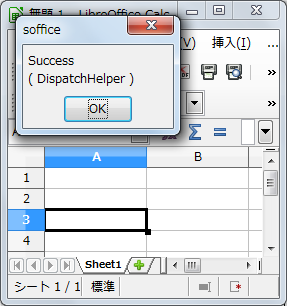 無題 1 - LibreOffice Calc
soffice
Success
( DispatchHelper )
OK
(V) 挿入(I)
»
»
Σ =
A B
1
2
3
4
Sheet1
シート 1 / 1 標準